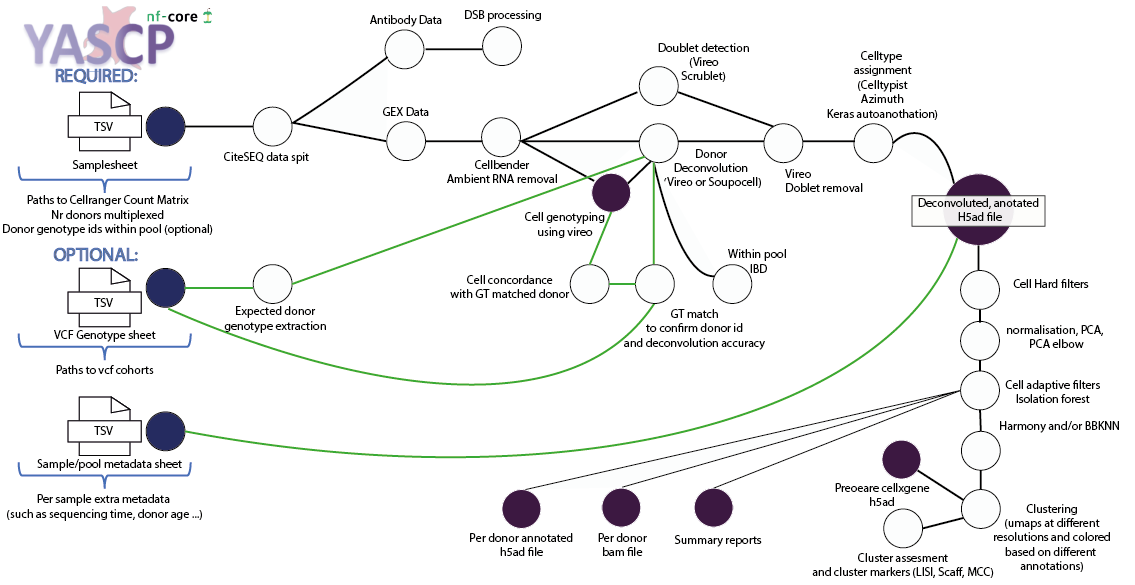 nf-core
YASCP
REQUIRED:
TSV
Samplesheet
Paths to Cellranger Count Matrix
Nr donors multiplexed
Donor genotype ids within pool (optional)
OPTIONAL:
TSV
VCF Genotype sheet
Paths to vcf cohorts
TSV
Sample/pool metadata sheet
Per sample extra metadata
(such as sequencing time, donor age ...)
CiteSEQ data spit
Antibody Data
DSB processing
GEX Data
Cellbender
Ambient RNA removal
Doublet detection
(Vireo
Scrublet)
Donor
Deconvolution
(Vireo or Soupocell)
Vireo
Doblet removal
Celltype
assignment
(Celltypist
Azimuth
Keras autoanothation)
Cell genotyping
using vireo
Expected donor
genotype extraction
Cell concordance
with GT matched donor
GT match
to confirm donor id
and deconvolution accuracy
Within pool
IBD
Deconvoluted, anotated
H5ad file
Cell Hard filters
normalisation, PCA,
PCA elbow
Cell adaptive filters
Isolation forest
Harmony and/or BBKNN
Preoeare cellxgene
h5ad
Clustering
(umaps at different
resolutions and colored
based on different
annotations)
Cluster assesment
and cluster markers (LISI, Scaff, MCC)
Per donor annotated
h5ad file
Per donor
bam file
Summary reports